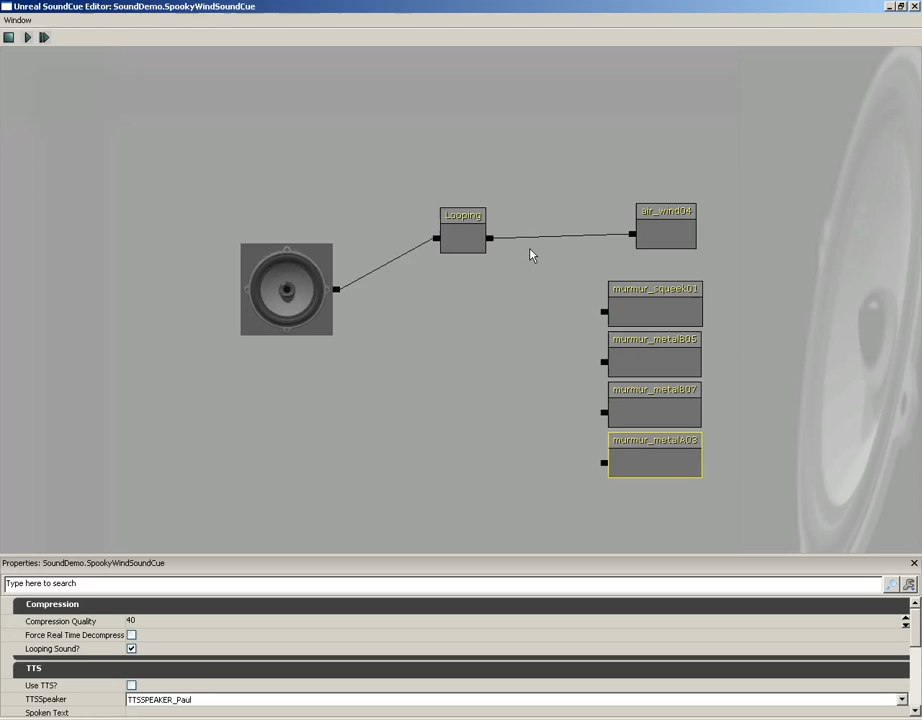 Unreal SoundCue Editor: SoundDemo.SpookyWindSoundCue
Window
Looping
air_wind04
murmur_squeek01
murmur_metalB05
murmur_metalB07
murmur_metalA03
Properties: SoundDemo.SpookyWindSoundCue
Type here to search
Compression
Compression Quality 40
Force Real Time Decompress
Looping Sound?
TTS
Use TTS?
TTSSpeaker TTSSPEAKER_Paul
Spoken Text